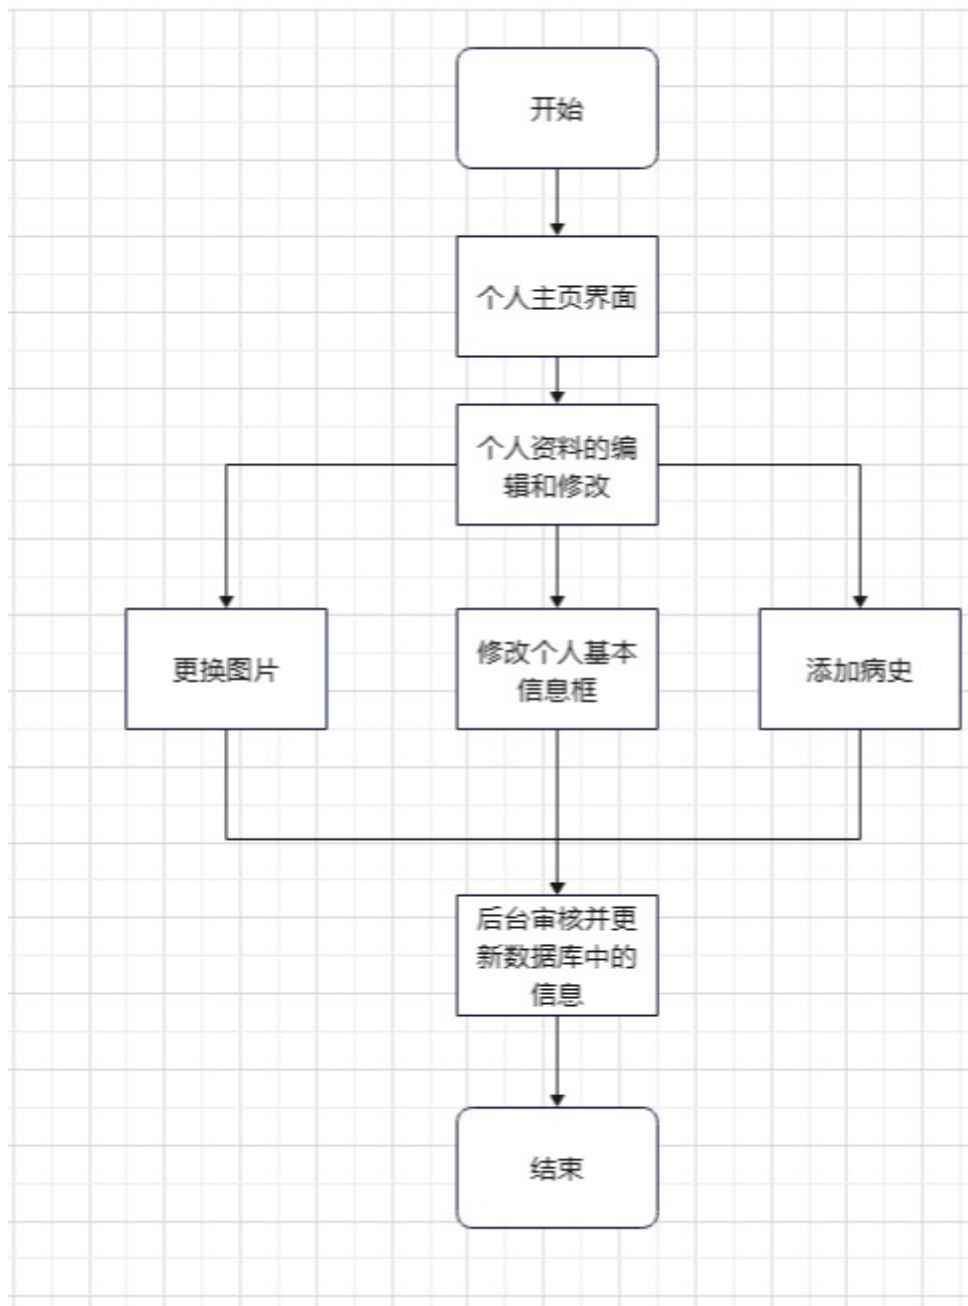 开始
个人主页界面
个人资料的编
辑和修改
更换图片
修改个人基本
信息框
添加病史
后台审核并更
新数据库中的
信息
结束